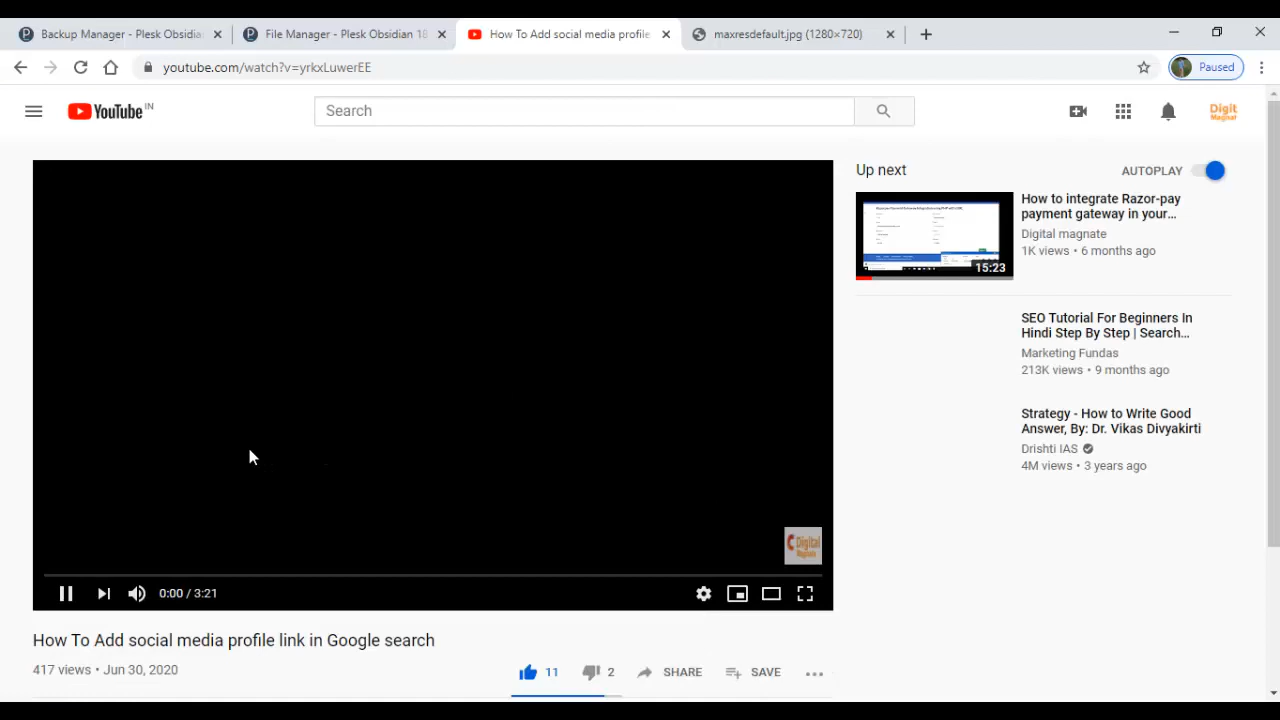 Backup Manager - Plesk Obsidia
File Manager - Plesk Obsidian 18
How To Add social media profile
maxresdefault.jpg (1280×720)
youtube.com/watch?v=yrkxLuwerEE
Paused
YouTube IN
Search
Digit
Magnat
Up next
AUTOPLAY
How to integrate Razor-pay
payment gateway in your...
Digital magnate
1K views • 6 months ago
15:23
SEO Tutorial For Beginners In
Hindi Step By Step | Search...
Marketing Fundas
213K views • 9 months ago
Strategy - How to Write Good
Answer, By: Dr. Vikas Divyakirti
Drishti IAS
4M views • 3 years ago
Digital
Magnate
0:00 / 3:21
How To Add social media profile link in Google search
417 views • Jun 30, 2020
11
2
SHARE
SAVE